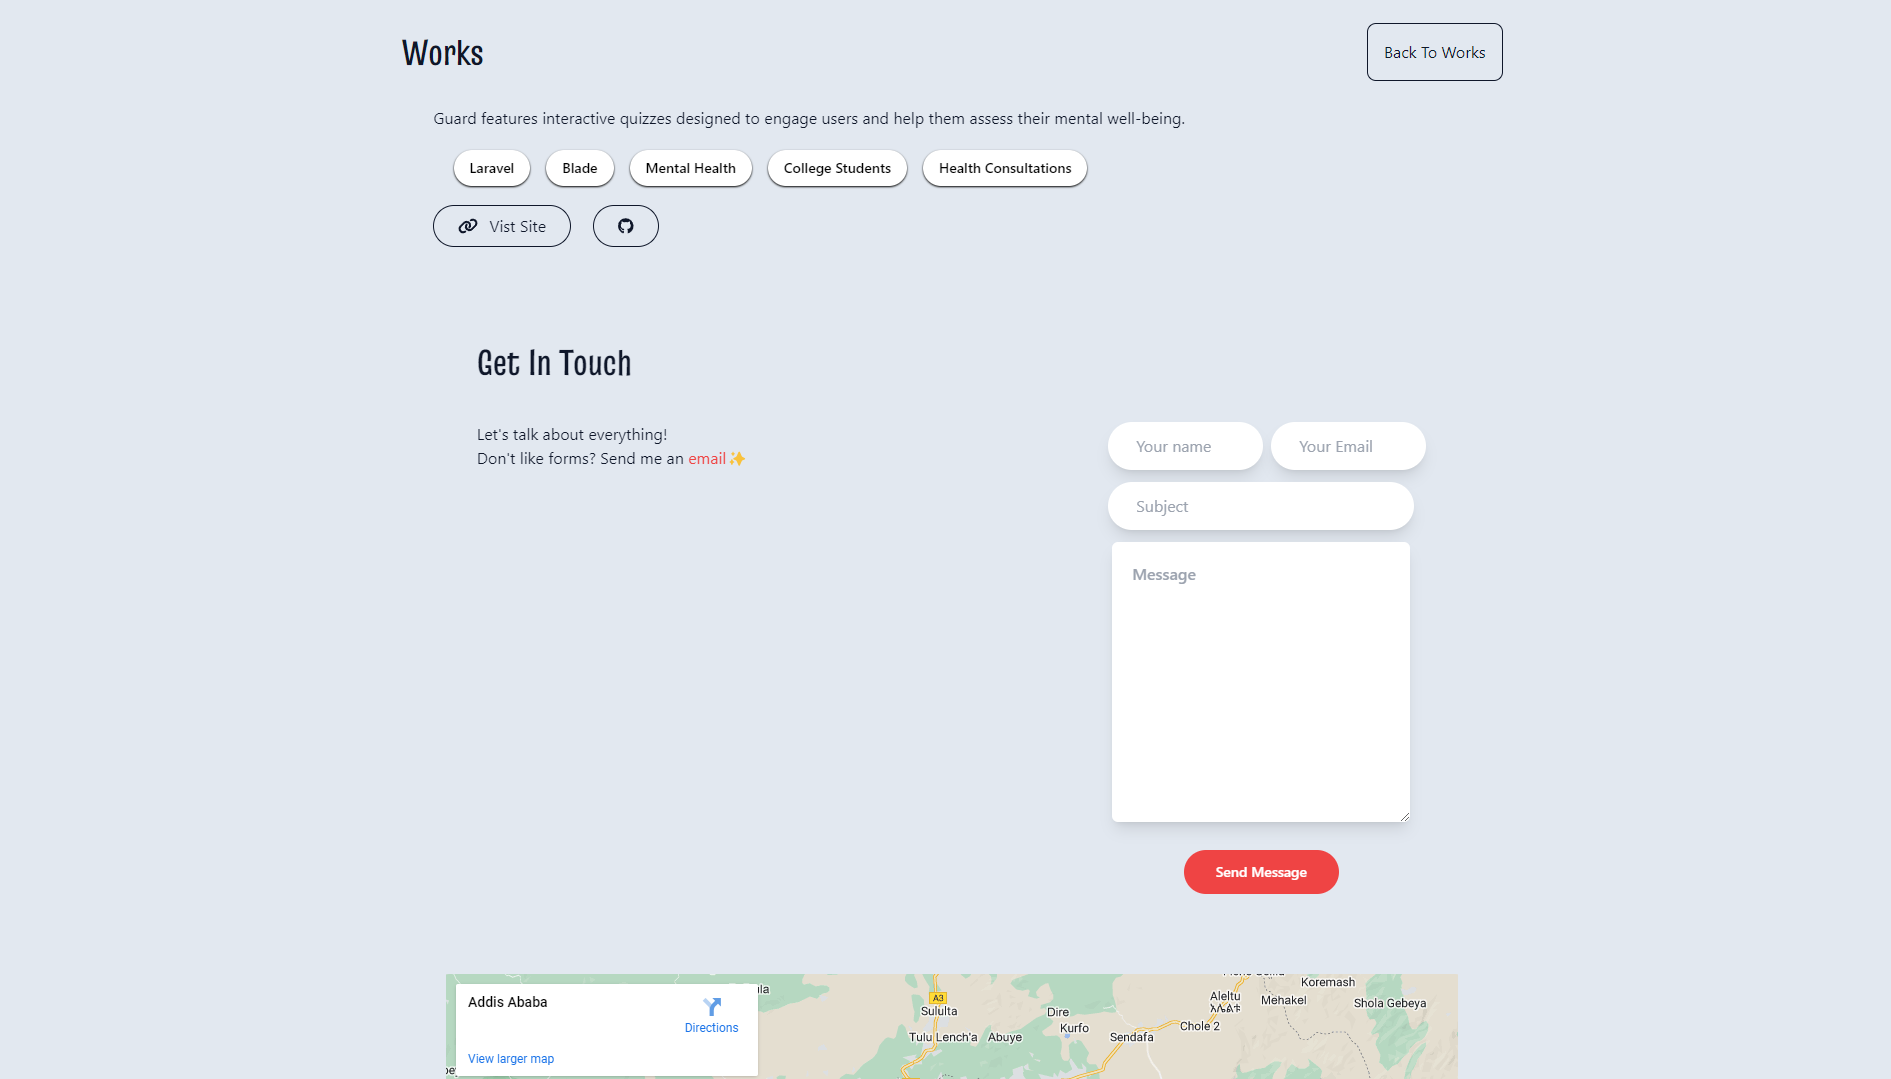 Works
Back To Works
Guard features interactive quizzes designed to engage users and help them assess their mental well-being.
Laravel Blade Mental Health College Students Health Consultations
Vist Site
Get In Touch
Let's talk about everything!
Don't like forms? Send me an email✨
Your name Your Email
Subject
Message
Send Message
Addis Ababa
Directions
View larger map
A3
Sululta
Tulu Lench'a
Abuye
Dire
Kurfo
Sendafa
Chole 2
Aleltu
አሌልቱ
Mehakel
Koremash
Shola Gebeya